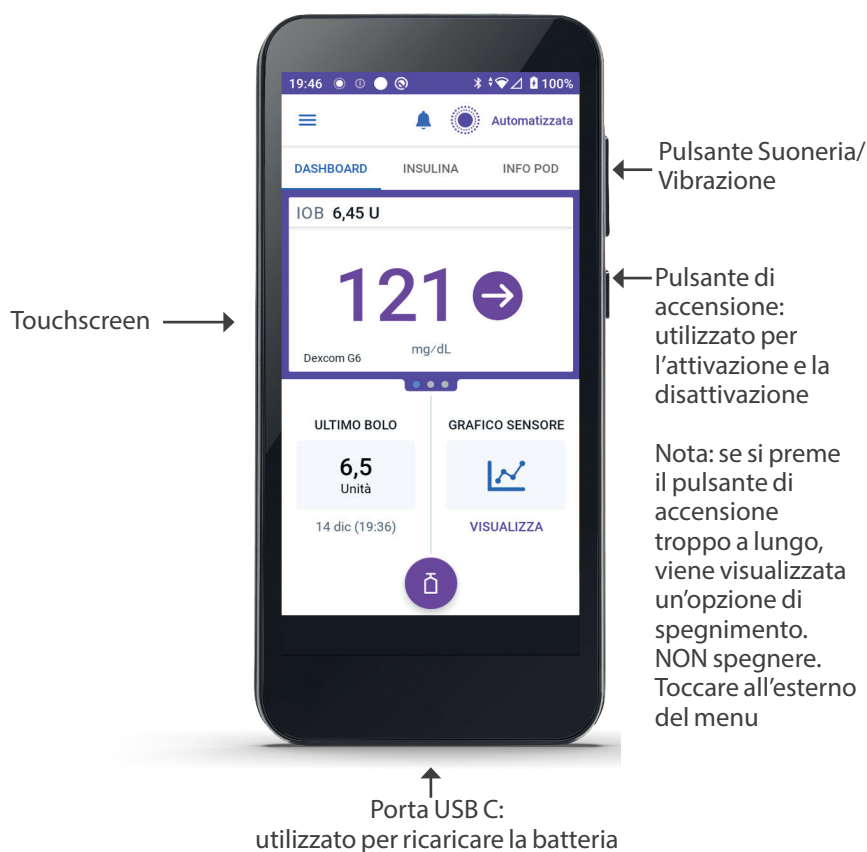 19:46 100%
Automatizzata
DASHBOARD INSULINA INFO POD
IOB 6,45 U
121
mg/dL
Dexcom G6
ULTIMO BOLO GRAFICO SENSORE
6,5
Unità
14 dic (19:36) VISUALIZZA
Touchscreen
Pulsante Suoneria/
Vibrazione
Pulsante di
accensione:
utilizzato per
l’attivazione e la
disattivazione
Nota: se si preme
il pulsante di
accensione
troppo a lungo,
viene visualizzata
un’opzione di
spegnimento.
NON spegnere.
Toccare all’esterno
del menu
Porta USB C:
utilizzato per ricaricare la batteria